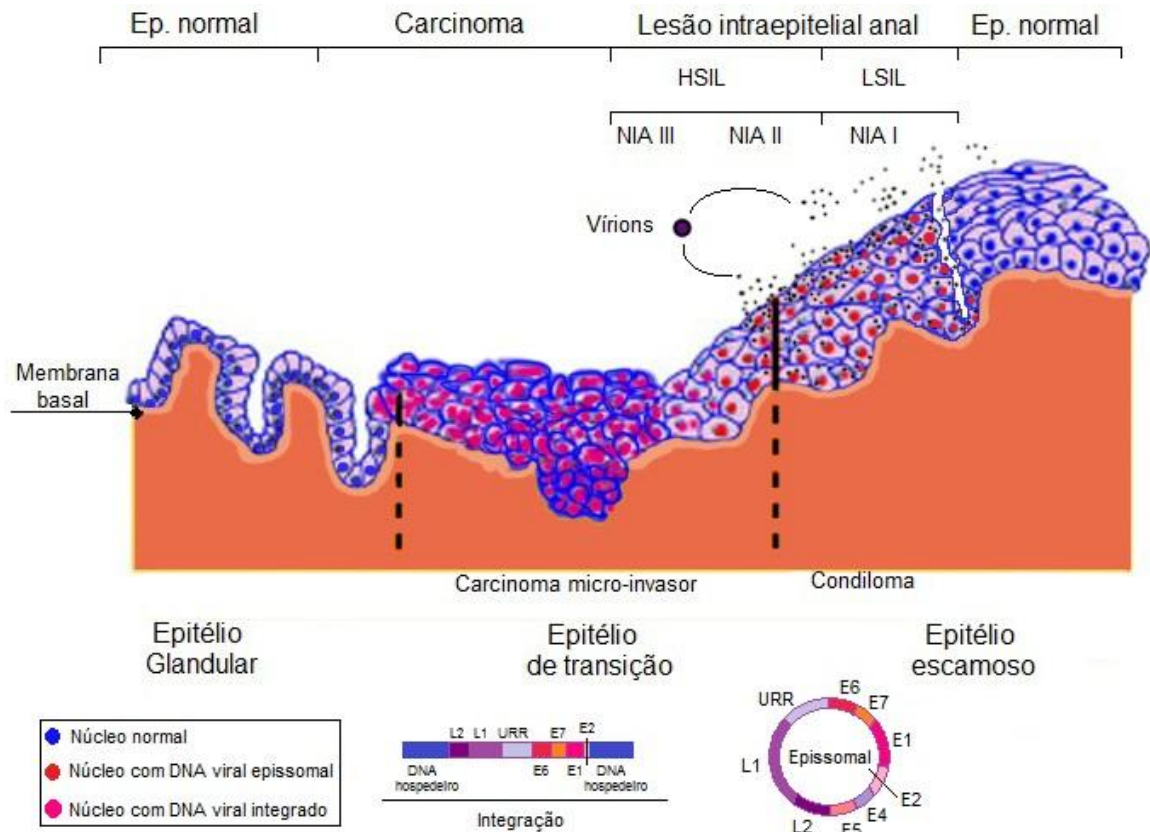 Ep. normal Carcinoma Lesão intraepitelial anal Ep. normal
HSIL LSIL
NIA III NIA II NIA I
Vírions
Membrana
basal
Carcinoma micro-invasor Condiloma
Epitélio
Glandular
Epitélio
de transição
Epitélio
escamoso
Núcleo normal
Núcleo com DNA viral epissomal
Núcleo com DNA viral integrado
L2 L1 URR E7 E2
DNA
hospedeiro
E6 E1
DNA
hospedeiro
Integração
URR E6 E7
E1
Epissomal
L1
E2
E4
L2 E5